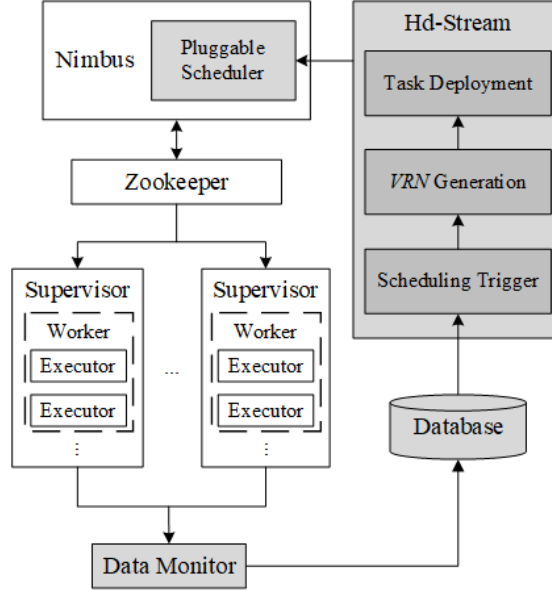 Nimbus
Pluggable
Scheduler
Hd-Stream
Task Deployment
VRN Generation
Scheduling Trigger
Zookeeper
Supervisor
Worker
Executor
Executor
⋮
...
Supervisor
Worker
Executor
Executor
⋮
Database
Data Monitor